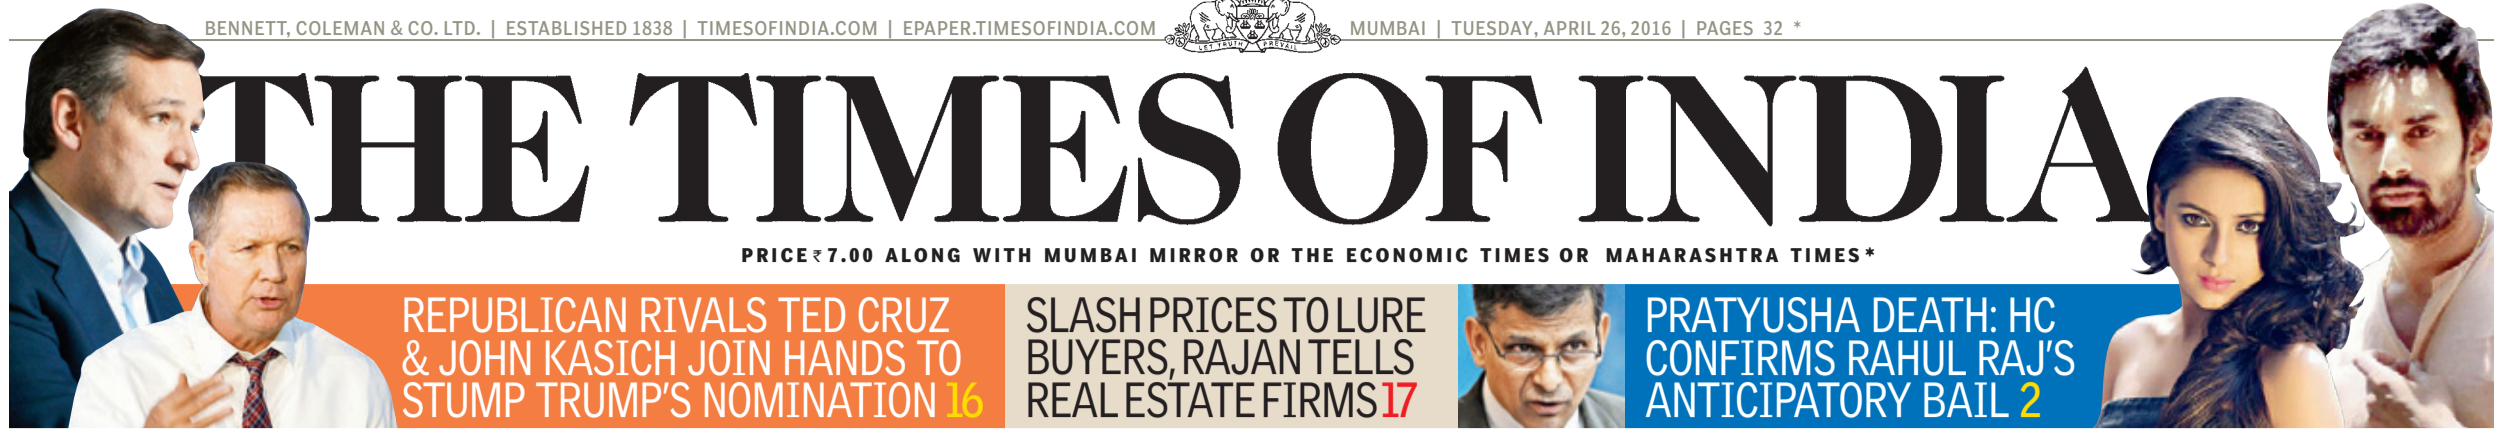 BENNETT, COLEMAN & CO. LTD. | ESTABLISHED 1838 | TIMESOFINDIA.COM | EPAPER.TIMESOFINDIA.COM
LET TRUTH PREVAIL
MUMBAI | TUESDAY, APRIL 26, 2016 | PAGES 32 *
THE TIMES OF INDIA
PRICE ₹ 7.00 ALONG WITH MUMBAI MIRROR OR THE ECONOMIC TIMES OR MAHARASHTRA TIMES*
REPUBLICAN RIVALS TED CRUZ
& JOHN KASICH JOIN HANDS TO
STUMP TRUMP'S NOMINATION 16
SLASH PRICES TO LURE
BUYERS, RAJAN TELLS
REAL ESTATE FIRMS 17
PRATYUSHA DEATH: HC
CONFIRMS RAHUL RAJ'S
ANTICIPATORY BAIL 2